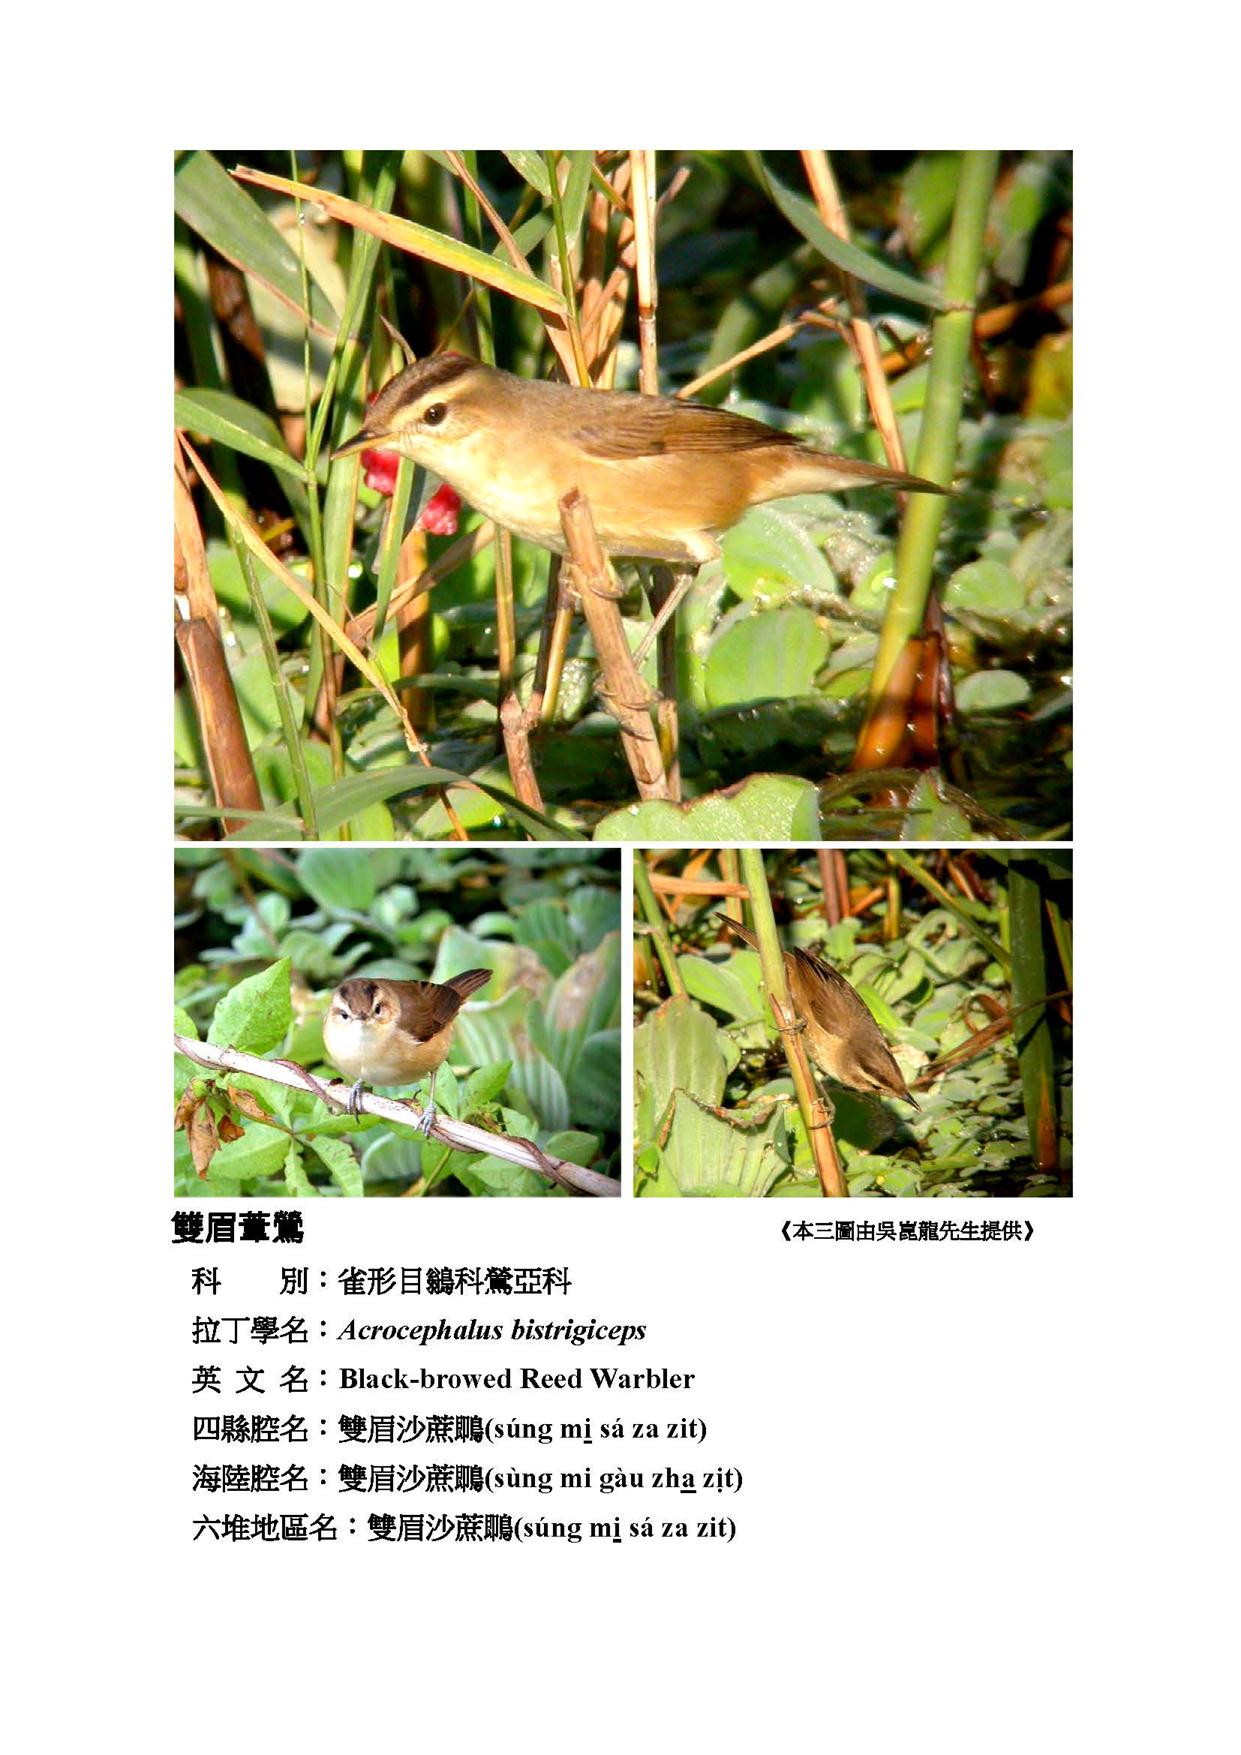 雙眉葦鶯
《本三圖由吳崑龍先生提供》
科 別：雀形目鶲科鶯亞科
拉丁學名：Acrocephalus bistrigiceps
英文名：Black-browed Reed Warbler
四縣腔名：雙眉沙蔗鵰(súng mi̲ sá za zit)
海陸腔名：雙眉沙蔗鵰(sùng mi gàu zha̲ zịt)
六堆地區名：雙眉沙蔗鵰(súng mi̲ sá za zit)